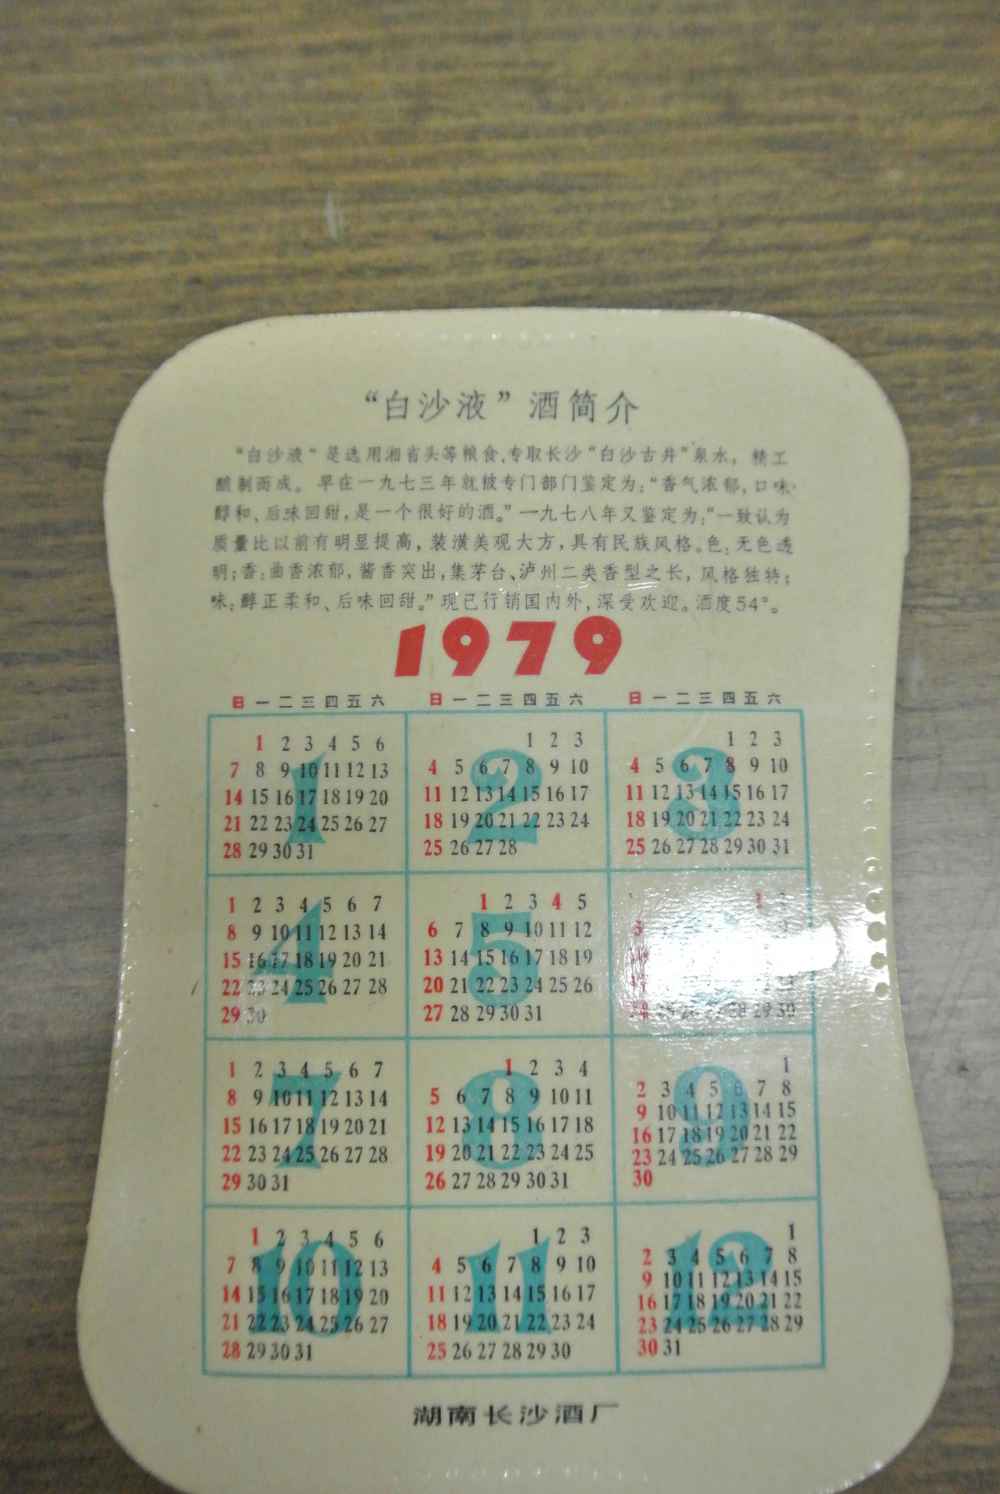 “白沙液”酒简介
“白沙液“是选用湘省头等粮食,专取长沙“白沙古井”泉水，精工
酿制而成。早在一九七三年就被专门部门鉴定为：“香气浓郁，口味
醇和、后味回甜，是一个很好的酒。”一九七八年又鉴定为：“一致认为
质量比以前有明显提高，装潢美观大方，具有民族风格。色：无色透
明；香：曲香浓郁，酱香突出，集茅台、泸州二类香型之长，风格独特；
味：醇正柔和、后味回甜。”现已行销国内外，深受欢迎。酒度54°。
1979
日 一 二 三 四 五 六 日 一 二 三 四 五 六 日 一 二 三 四 五 六
1
1 2 3 4 5 6
7 8 9 10 11 12 13
14 15 16 17 18 19 20
21 22 23 24 25 26 27
28 29 30 31
2
1 2 3
4 5 6 7 8 9 10
11 12 13 14 15 16 17
18 19 20 21 22 23 24
25 26 27 28
3
1 2 3
4 5 6 7 8 9 10
11 12 13 14 15 16 17
18 19 20 21 22 23 24
25 26 27 28 29 30 31
4
1 2 3 4 5 6 7
8 9 10 11 12 13 14
15 16 17 18 19 20 21
22 23 24 25 26 27 28
29 30
5
1 2 3 4 5
6 7 8 9 10 11 12
13 14 15 16 17 18 19
20 21 22 23 24 25 26
27 28 29 30 31
1
3
24 25 26 27 28 29 30
7
1 2 3 4 5 6 7
8 9 10 11 12 13 14
15 16 17 18 19 20 21
22 23 24 25 26 27 28
29 30 31
8
1 2 3 4
5 6 7 8 9 10 11
12 13 14 15 16 17 18
19 20 21 22 23 24 25
26 27 28 29 30 31
9
1
2 3 4 5 6 7 8
9 10 11 12 13 14 15
16 17 18 19 20 21 22
23 24 25 26 27 28 29
30
10
1 2 3 4 5 6
7 8 9 10 11 12 13
14 15 16 17 18 19 20
21 22 23 24 25 26 27
28 29 30 31
11
1 2 3
4 5 6 7 8 9 10
11 12 13 14 15 16 17
18 19 20 21 22 23 24
25 26 27 28 29 30
12
1
2 3 4 5 6 7 8
9 10 11 12 13 14 15
16 17 18 19 20 21 22
23 24 25 26 27 28 29
30 31
湖南长沙酒厂